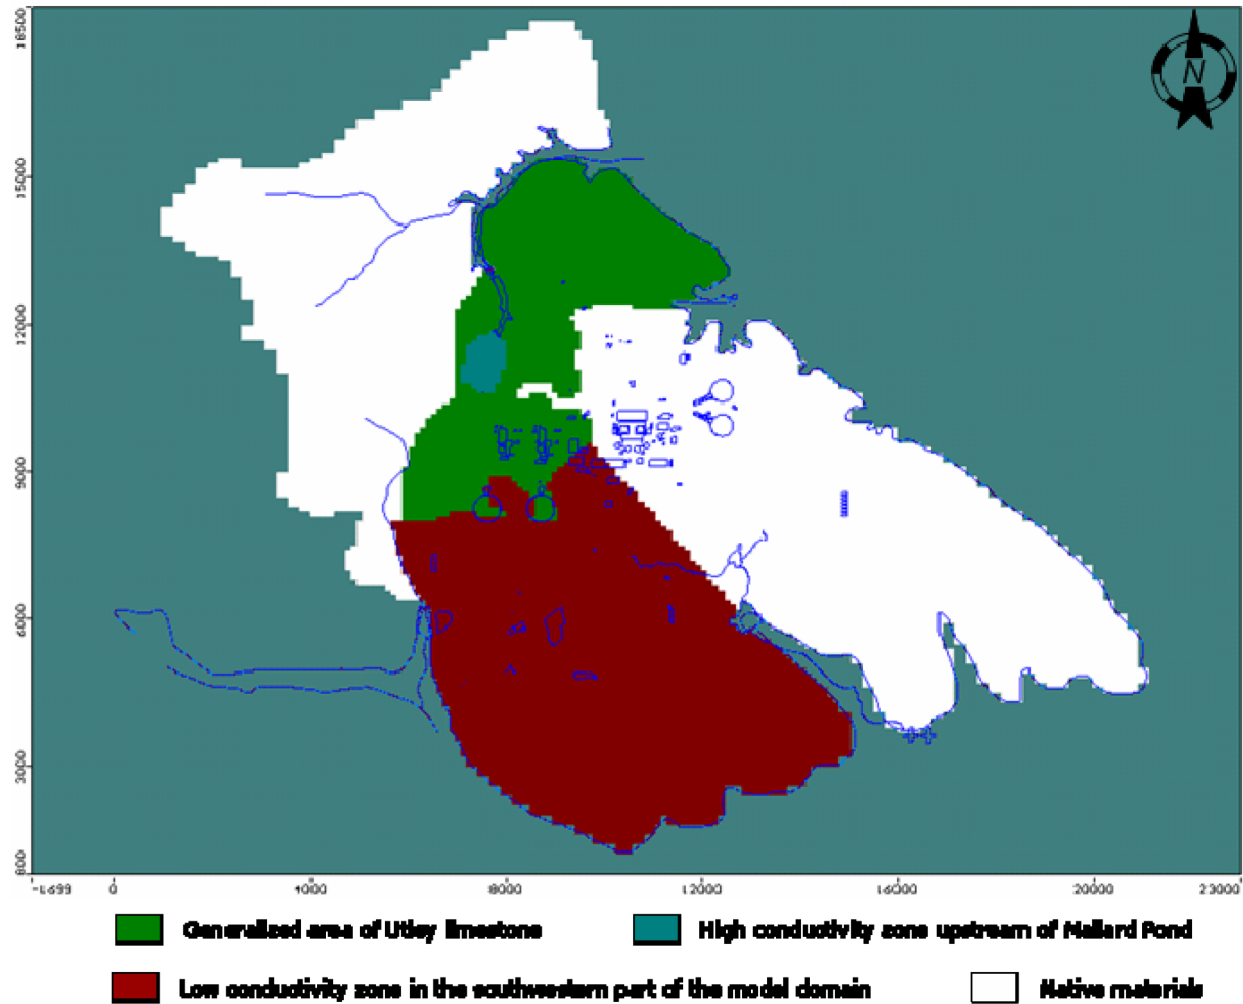 18500
N
15000
12000
9000
6000
3000
800
-1699 0 4000 8000 12000 16000 20000 23000
Generalized area of Utley limestone
High conductivity zone upstream of Mallard Pond
Low conductivity zone in the southwestern part of the model domain
Native materials